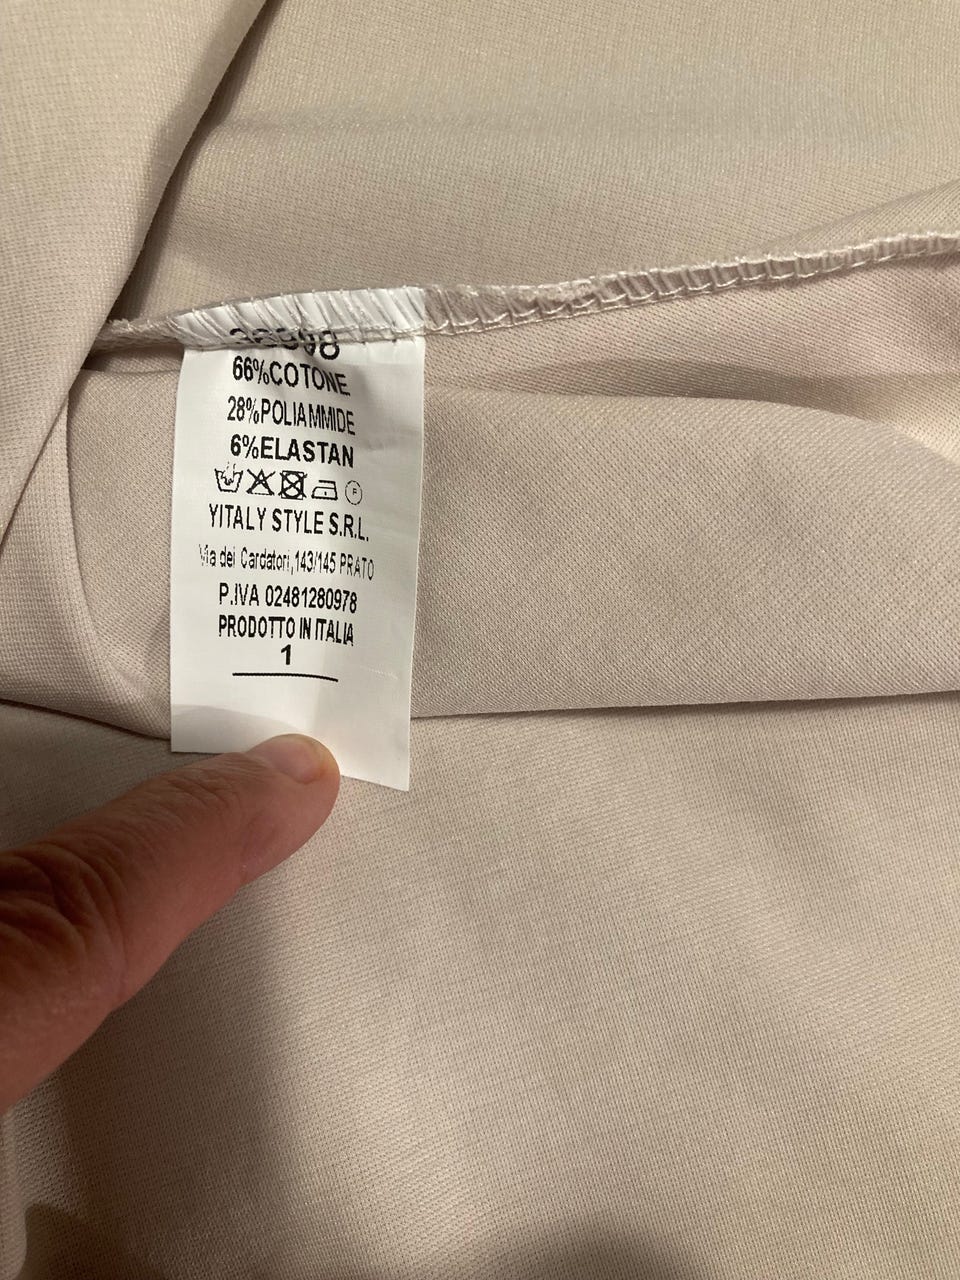 66%COTONE
28%POLIAMMIDE
6%ELASTAN
P
YITALY STYLE S.R.L.
Via dei Cardatori,143/145 PRATO
P.IVA 02481280978
PRODOTTO IN ITALIA
1